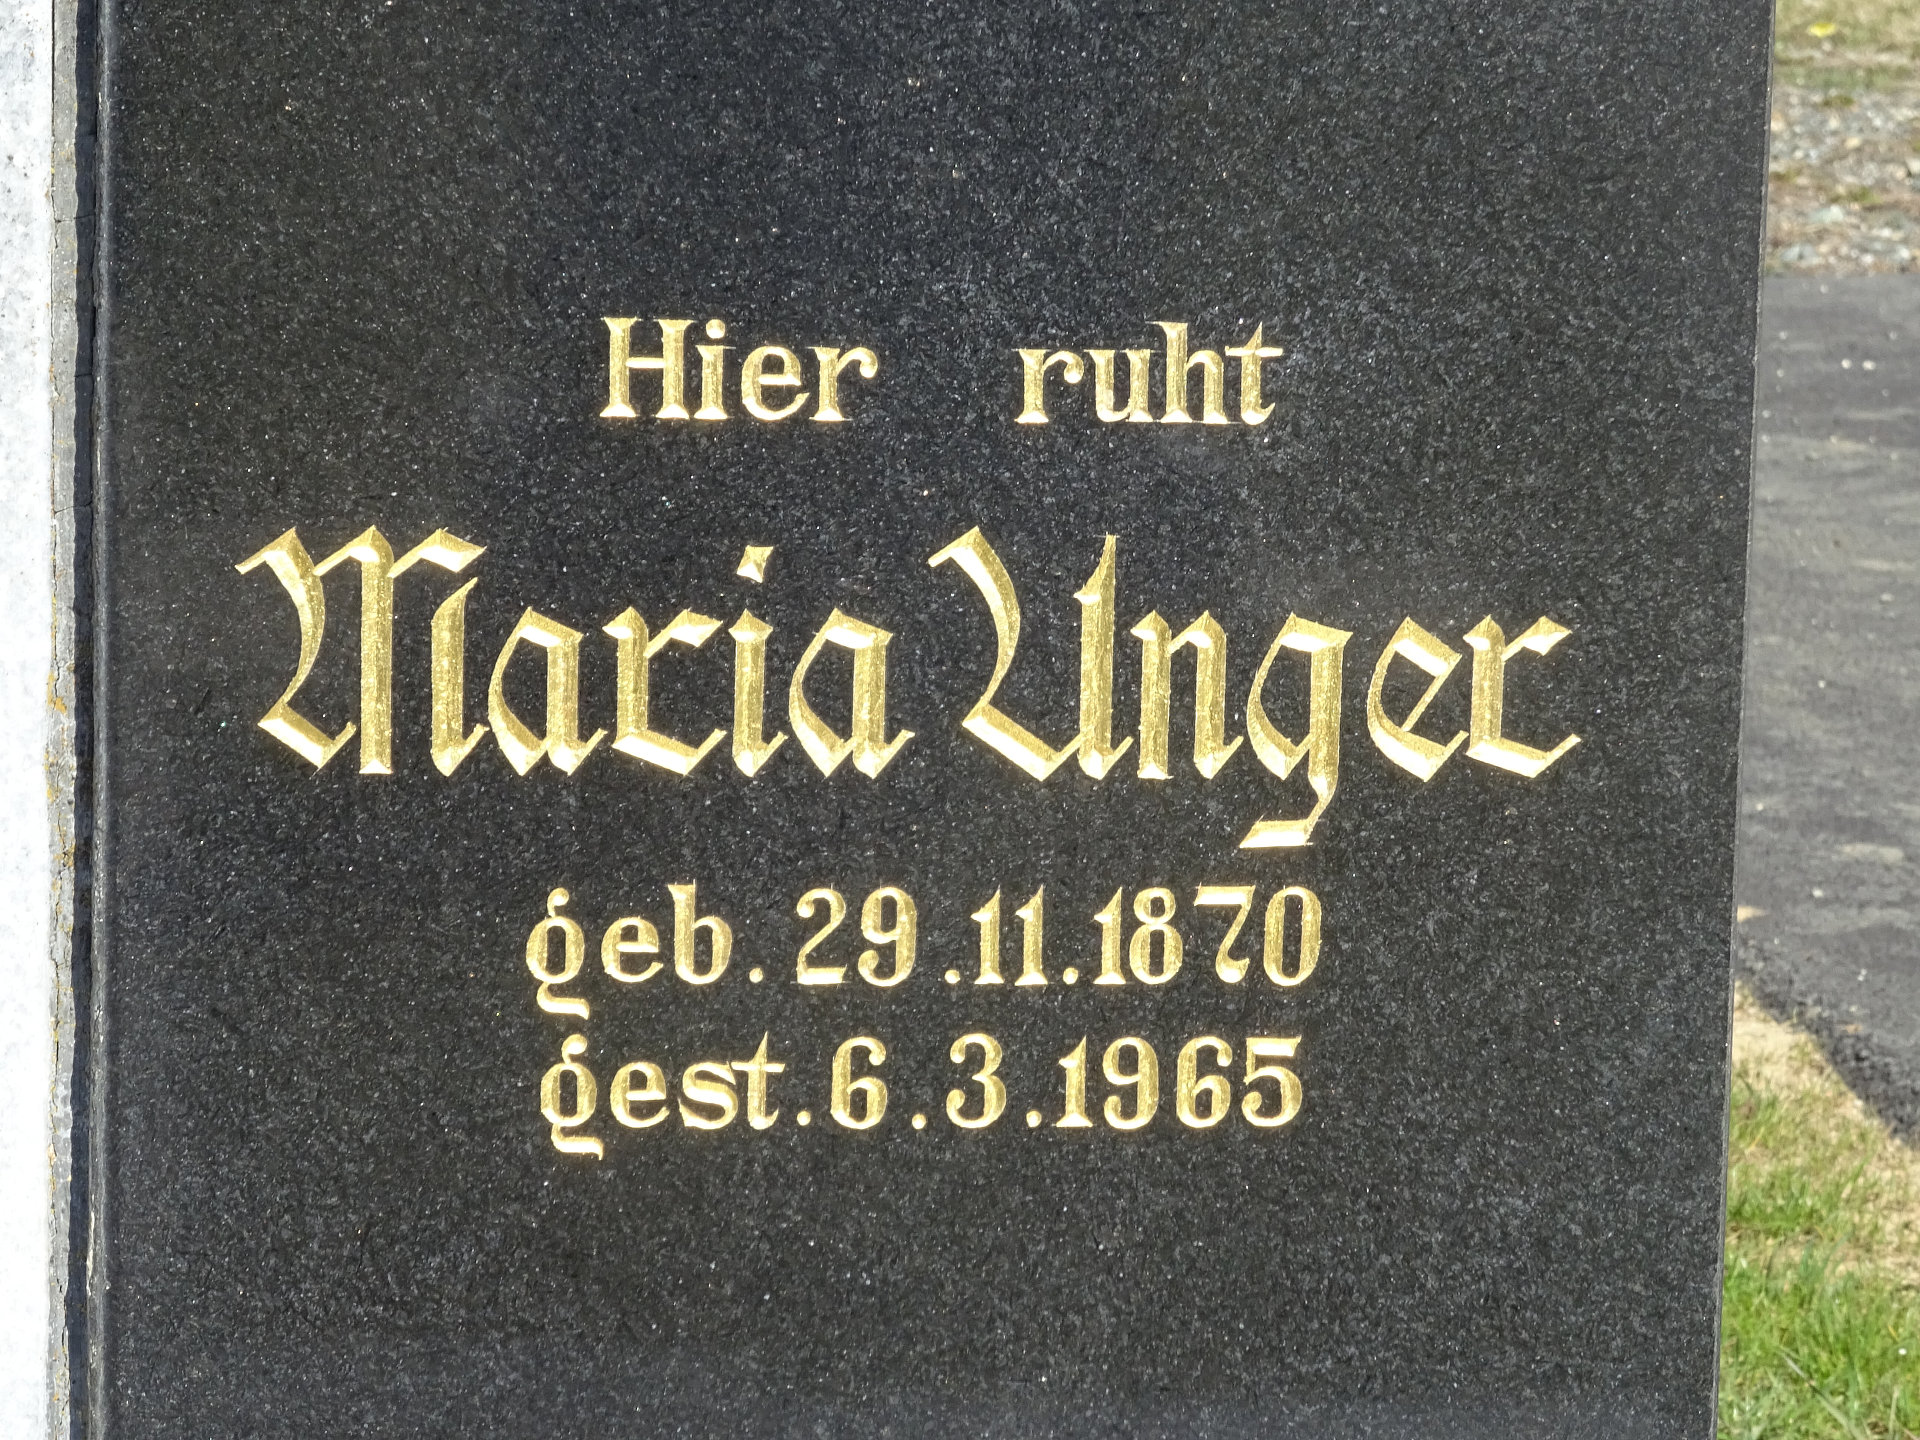 Hier ruht
Maria Unger
geb. 29.11.1870
gest. 6.3.1965